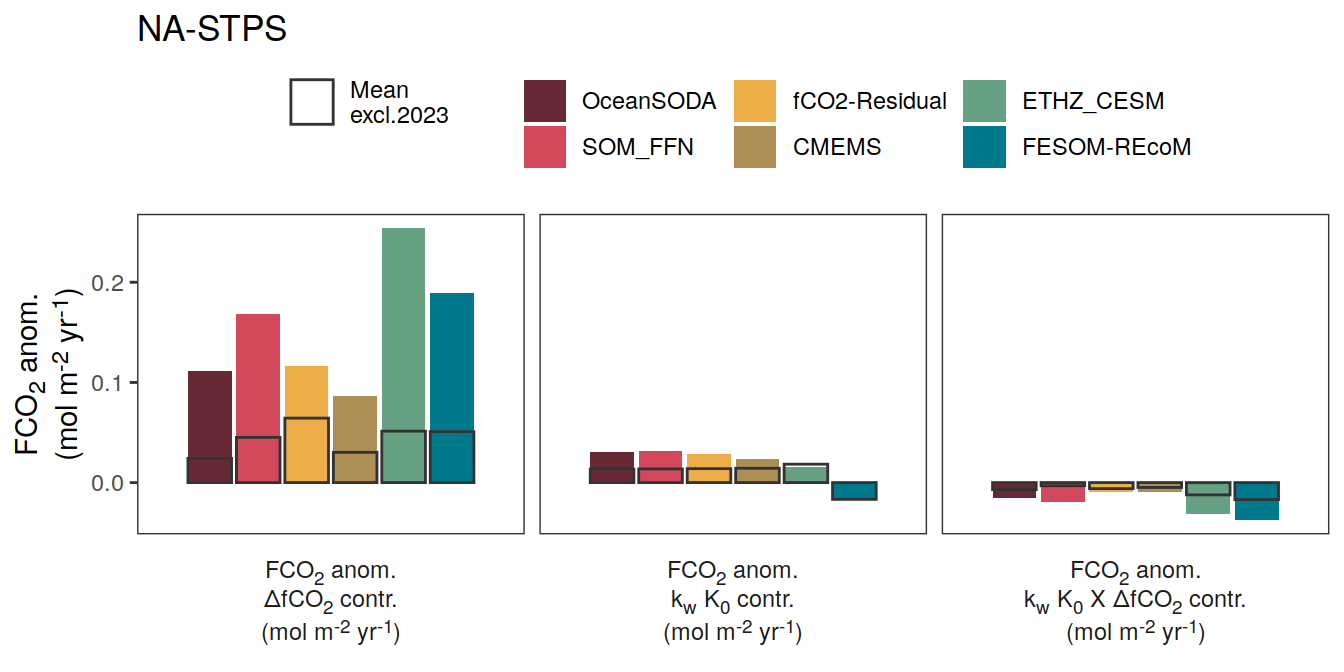 NA-STPS
Mean
excl.2023
OceanSODA
SOM_FFN
fCO2-Residual
CMEMS
ETHZ_CESM
FESOM-REcoM
FCO₂ anom.
(mol m⁻² yr⁻¹)
0.2
0.1
0.0
FCO₂ anom.
ΔfCO₂ contr.
(mol m⁻² yr⁻¹)
FCO₂ anom.
k_w K₀ contr.
(mol m⁻² yr⁻¹)
FCO₂ anom.
k_w K₀ X ΔfCO₂ contr.
(mol m⁻² yr⁻¹)